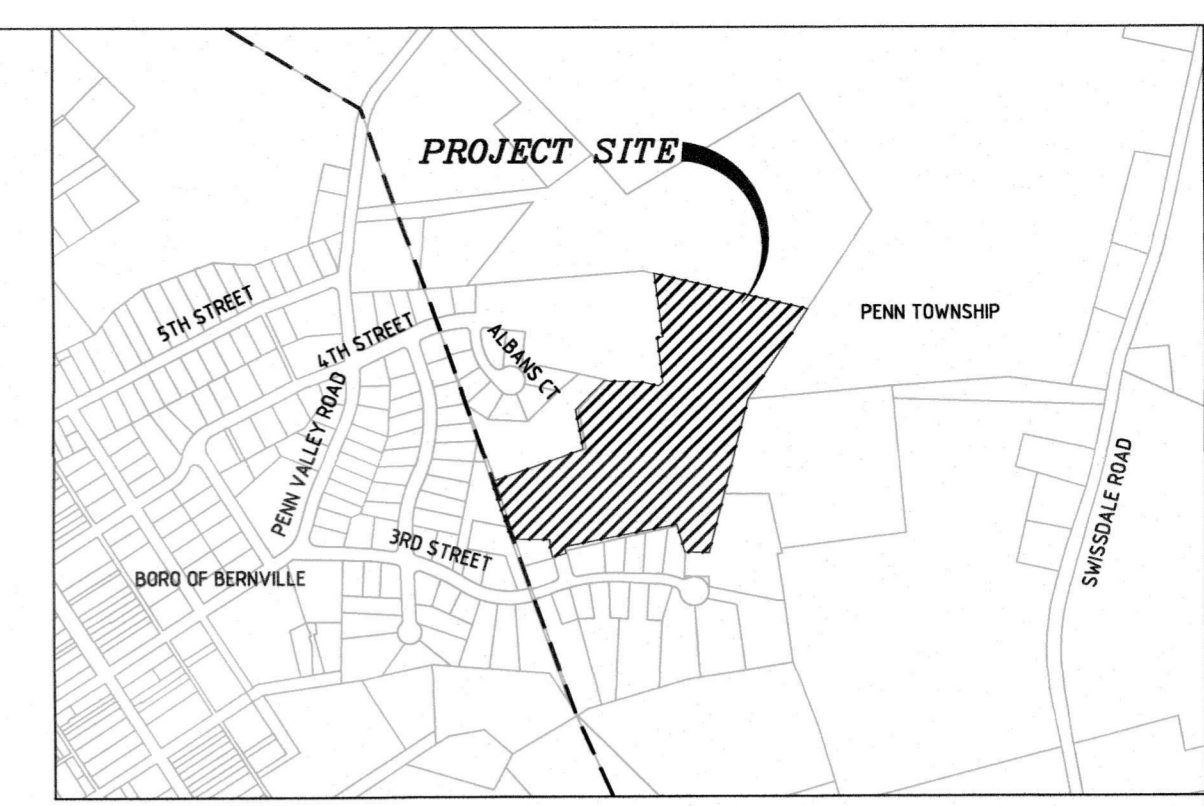 PROJECT SITE
5TH STREET
PENN TOWNSHIP
4TH STREET
ALBANS CT
PENN VALLEY ROAD
SWISSDALE ROAD
3RD STREET
BORO OF BERNVILLE